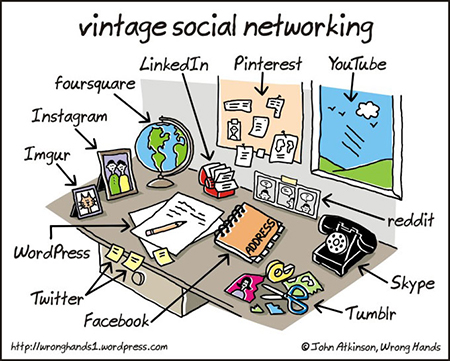 vintage social networking
LinkedIn
Pinterest
YouTube
foursquare
Instagram
Imgur
WordPress
Twitter
Facebook
ADDRESS
reddit
Skype
Tumblr
http://wronghands1.wordpress.com
© John Atkinson, Wrong Hands